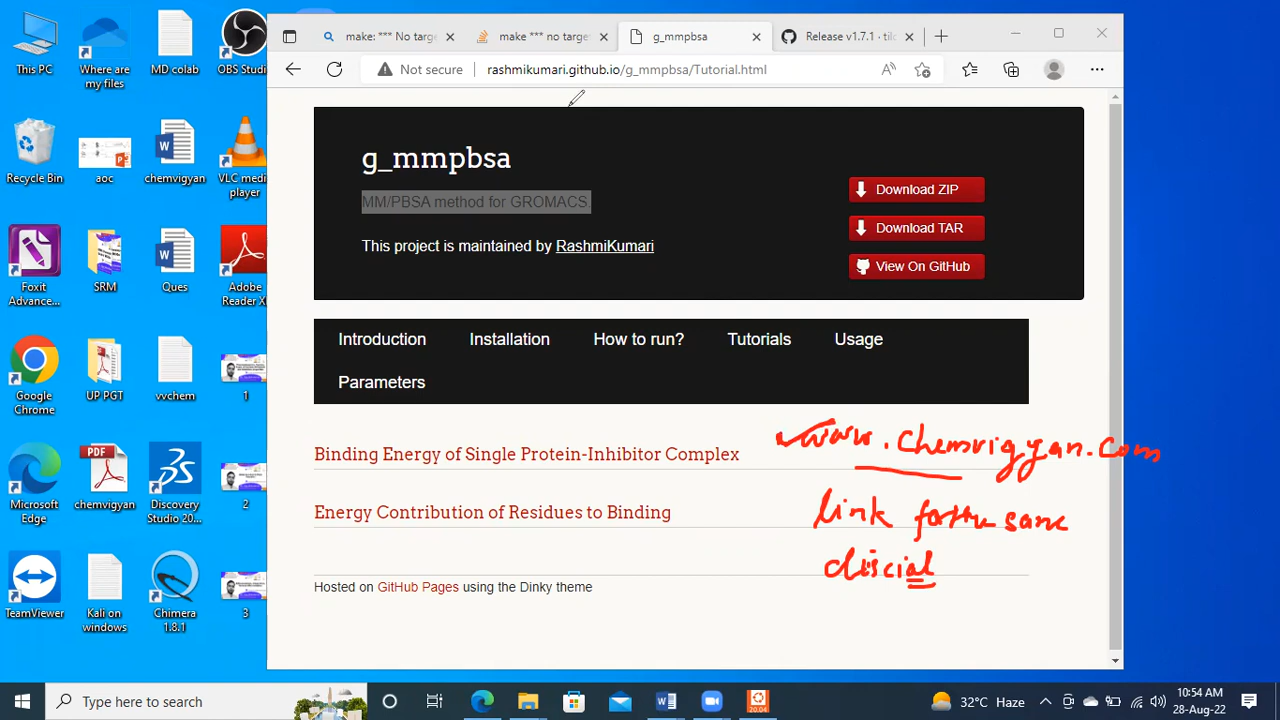 This PC
Where are my files
MD colab
OBS Studi
Recycle Bin
aoc
chemvigyan
VLC media player
Foxit Advance...
SRM
Ques
Adobe Reader X
Google Chrome
UP PGT
vvchem
1
Microsoft Edge
chemvigyan
Discovery Studio 20...
2
TeamViewer
Kali on windows
Chimera 1.8.1
3
make: *** No targe
make *** no targe
g_mmpbsa
Release v1.7.1 · tilo
Not secure
rashmikumari.github.io/g_mmpbsa/Tutorial.html
g_mmpbsa
MM/PBSA method for GROMACS.
This project is maintained by RashmiKumari
Download ZIP
Download TAR
View On GitHub
Introduction Installation How to run? Tutorials Usage
Parameters
Binding Energy of Single Protein-Inhibitor Complex
www.chemvigyan.com
Energy Contribution of Residues to Binding
link for the same
Hosted on GitHub Pages using the Dinky theme
Type here to search
20.04
32°C Haze
10:54 AM
28-Aug-22